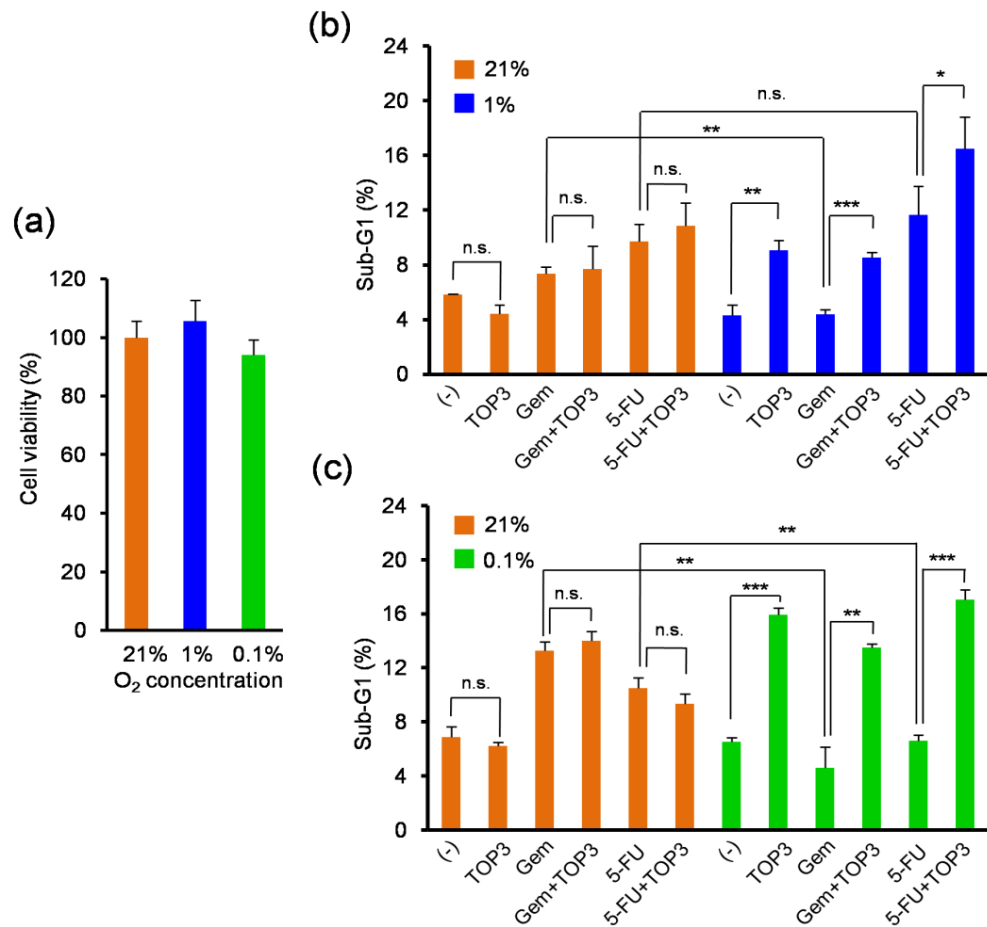 (a)
Cell viability (%)
120
100
80
60
40
20
0
21% 1% 0.1%
O₂ concentration
(b)
Sub-G1 (%)
24
20
16
12
8
4
0
21%
1%
n.s.
n.s.
n.s.
**
n.s.
**
***
*
(-) TOP3 Gem Gem+TOP3 5-FU 5-FU+TOP3 (-) TOP3 Gem Gem+TOP3 5-FU 5-FU+TOP3
(c)
Sub-G1 (%)
24
20
16
12
8
4
0
21%
0.1%
n.s.
n.s.
n.s.
**
**
***
**
***
(-) TOP3 Gem Gem+TOP3 5-FU 5-FU+TOP3 (-) TOP3 Gem Gem+TOP3 5-FU 5-FU+TOP3